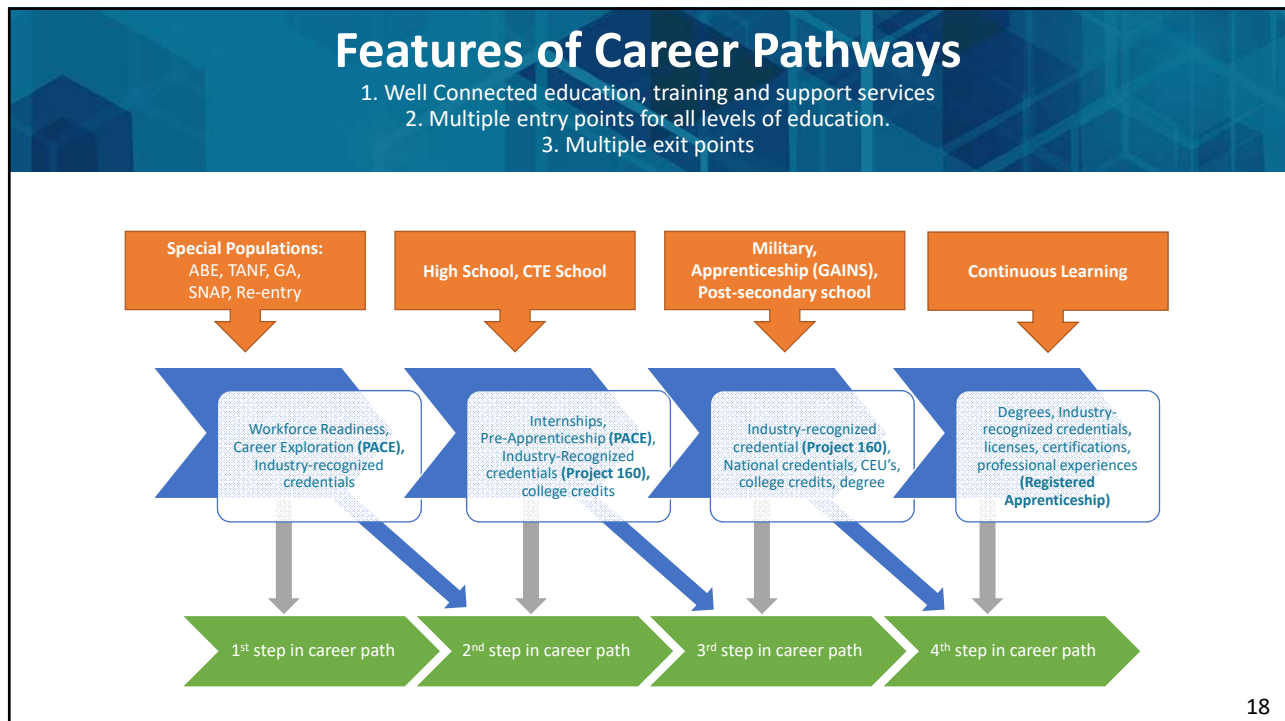 Features of Career Pathways
1. Well Connected education, training and support services
2. Multiple entry points for all levels of education.
3. Multiple exit points
Special Populations:
ABE, TANF, GA,
SNAP, Re-entry
High School, CTE School
Military,
Apprenticeship (GAINS),
Post-secondary school
Continuous Learning
Workforce Readiness,
Career Exploration (PACE),
Industry-recognized
credentials
Internships,
Pre-Apprenticeship (PACE),
Industry-Recognized
credentials (Project 160),
college credits
Industry-recognized
credential (Project 160),
National credentials, CEU's,
college credits, degree
Degrees, Industry-
recognized credentials,
licenses, certifications,
professional experiences
(Registered
Apprenticeship)
1st step in career path
2nd step in career path
3rd step in career path
4th step in career path
18